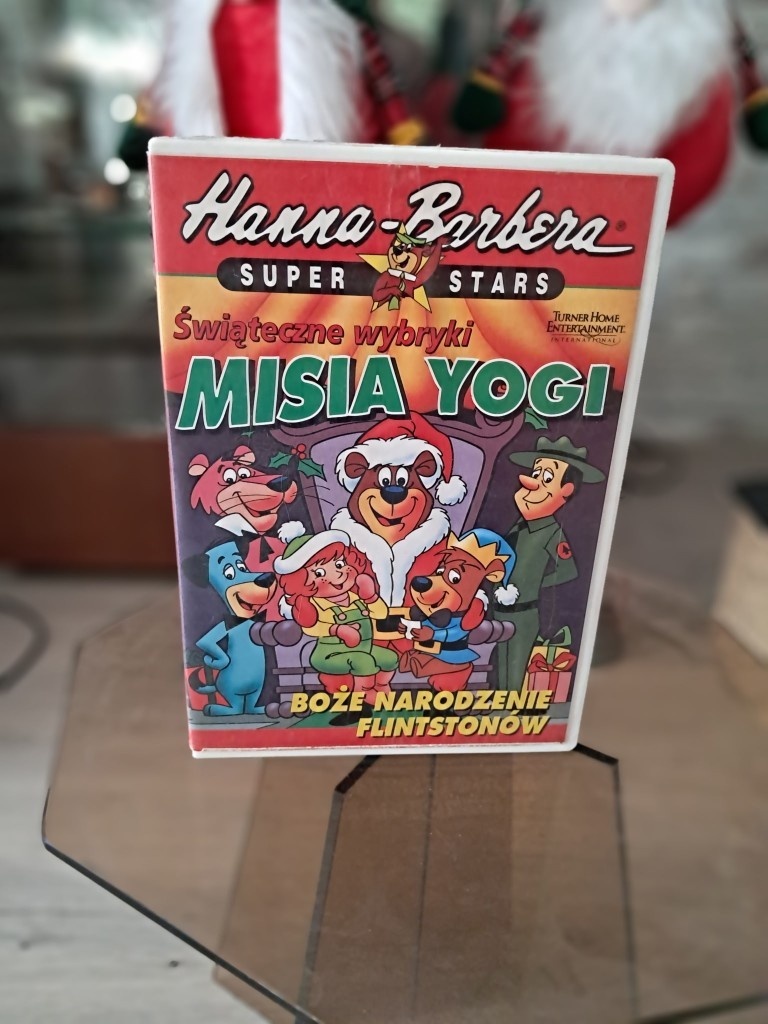 Hanna-Barbera®
SUPER STARS
Świąteczne wybryki
TURNER HOME
ENTERTAINMENT
INTERNATIONAL
MISIA YOGI
BOŻE NARODZENIE
FLINTSTONÓW